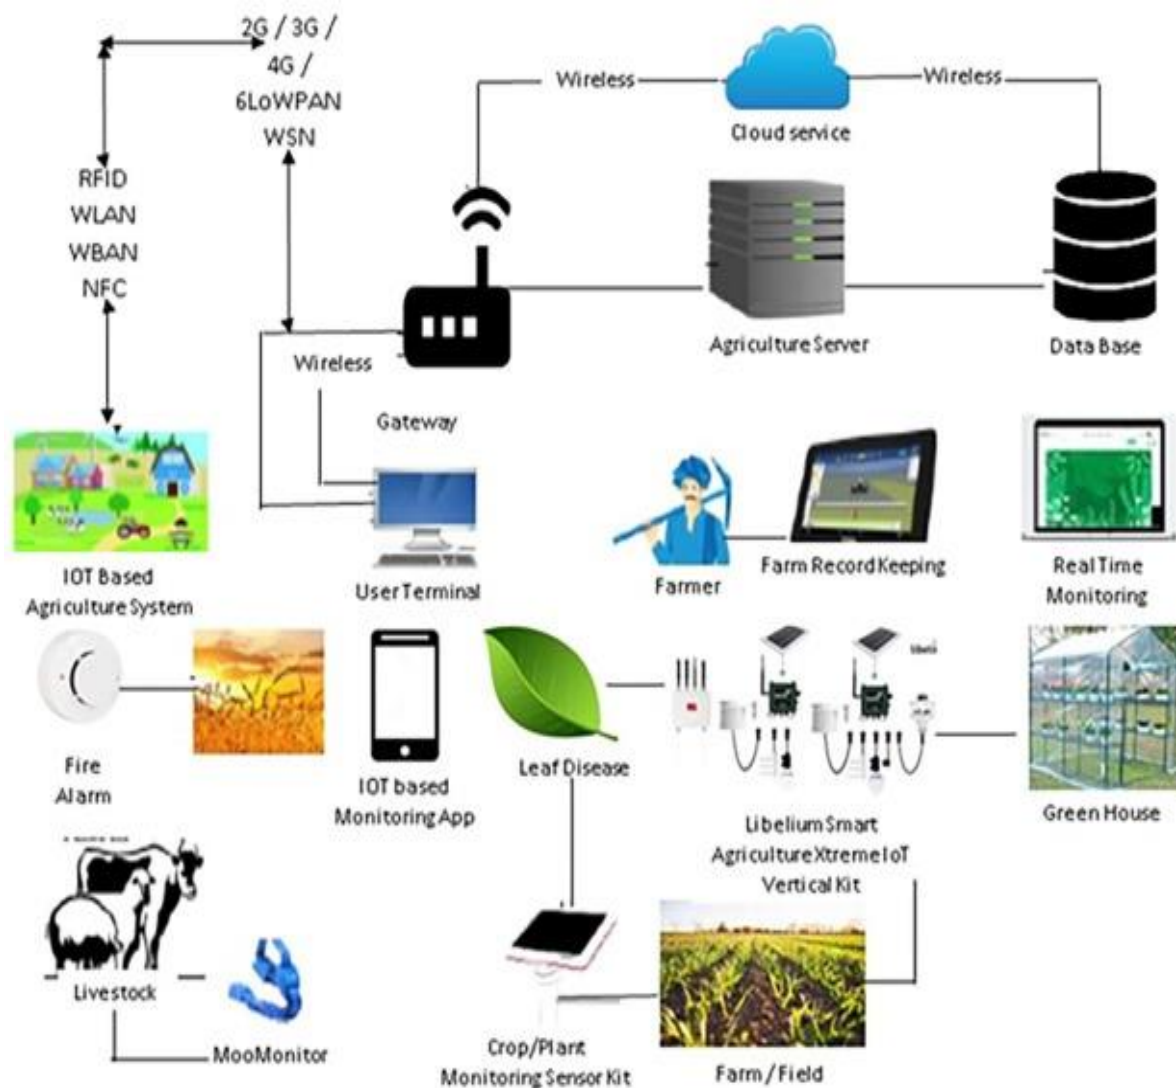 2G / 3G /
4G /
6LoWPAN
WSN
Wireless
Wireless
Cloud service
RFID
WLAN
WBAN
NFC
Agriculture Server
Data Base
Wireless
Gateway
IOT Based
Agriculture System
User Terminal
Farmer
Farm Record Keeping
Real Time
Monitoring
Fire
Alarm
IOT based
Monitoring App
Leaf Disease
Libelium Smart
Agriculture Xtreme IoT
Vertical Kit
Green House
Livestock
MooMonitor
Crop/Plant
Monitoring Sensor Kit
Farm / Field